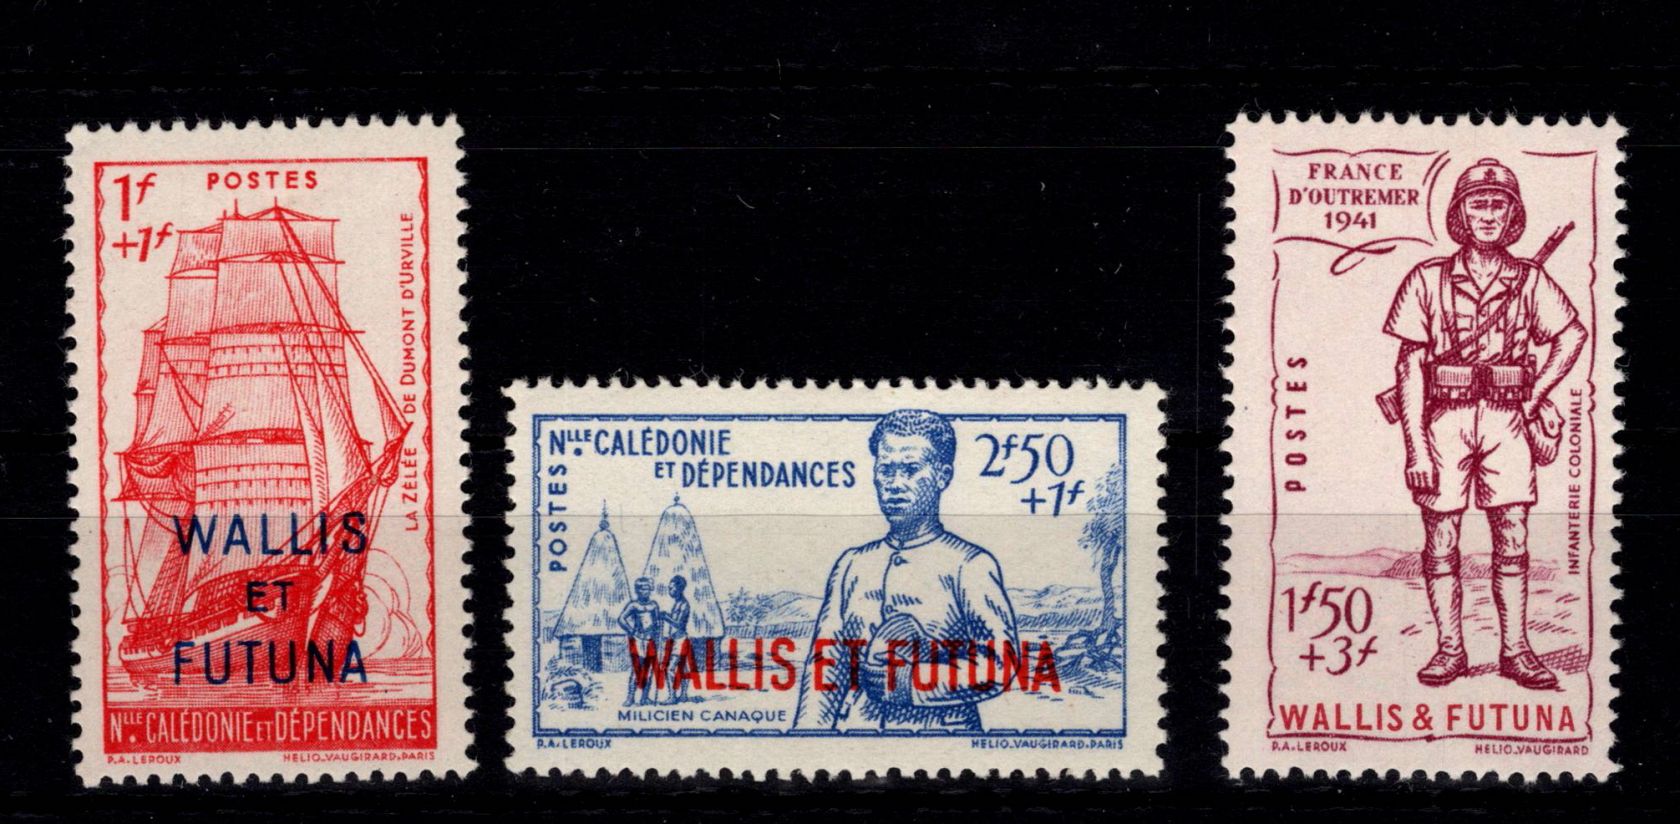 1f POSTES
+1f
LA ZÉLÉE DE DUMONT D'URVILLE
WALLIS
ET
FUTUNA
NLLE. CALÉDONIE ET DÉPENDANCES
P.A. LEROUX HELIO. VAUGIRARD. PARIS
NLLE. CALÉDONIE
ET DÉPENDANCES
2f50
+1f
POSTES
WALLIS ET FUTUNA
MILICIEN CANAQUE
P.A. LEROUX HELIO. VAUGIRARD. PARIS
FRANCE
D'OUTREMER
1941
POSTES
INFANTERIE COLONIALE
1f50
+3f
WALLIS & FUTUNA
P.A. LEROUX HELIO. VAUGIRARD